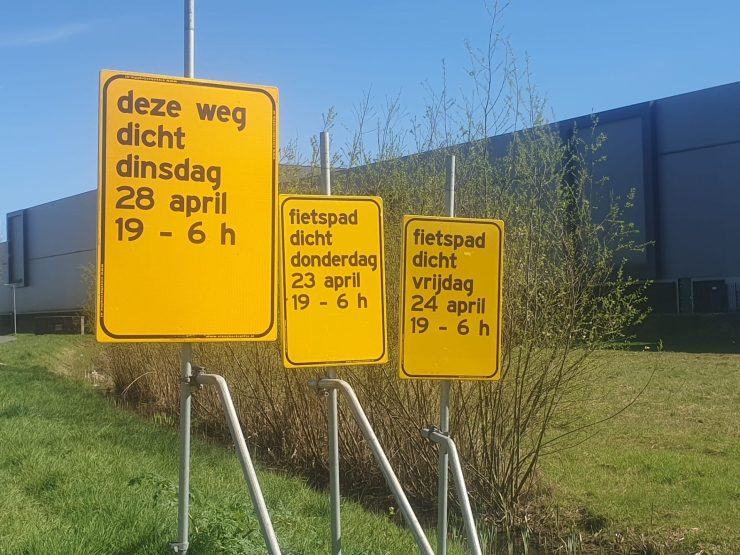 deze weg
dicht
dinsdag
28 april
19 - 6 h
fietspad
dicht
donderdag
23 april
19 - 6 h
fietspad
dicht
vrijdag
24 april
19 - 6 h